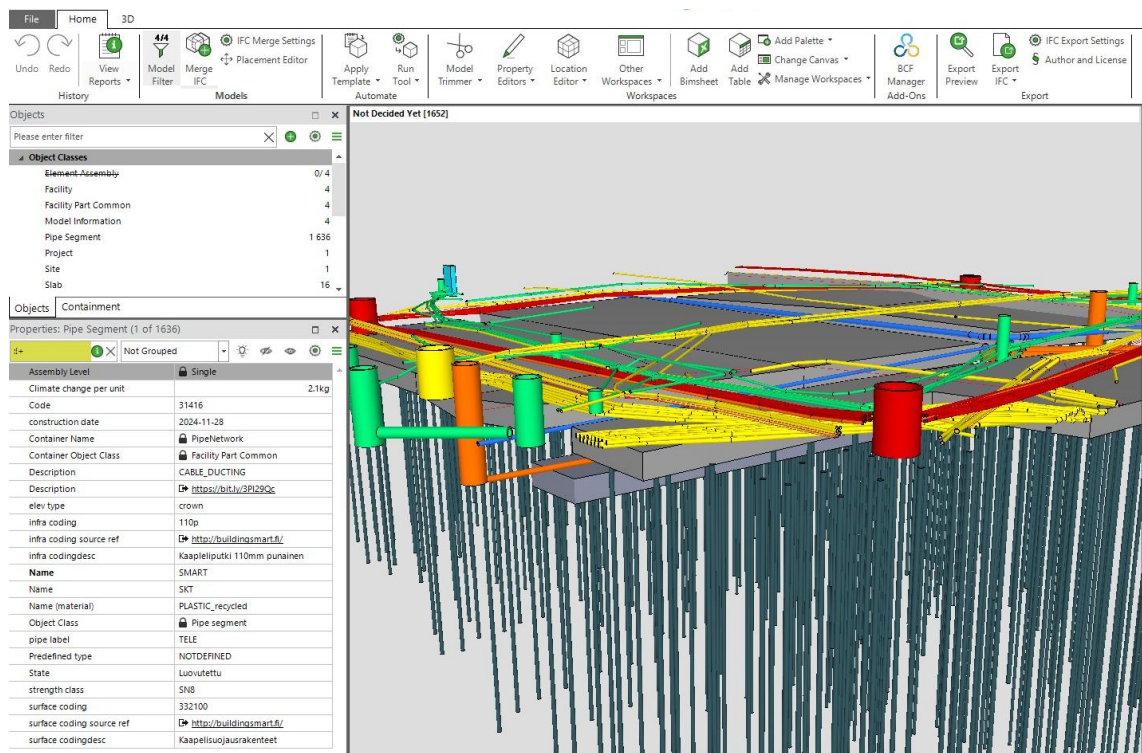 File Home 3D
Undo Redo View Reports 4/4 Model Filter Merge IFC IFC Merge Settings Placement Editor Apply Template Run Tool Model Trimmer Property Editors Location Editor Other Workspaces Add Bimsheet Add Table Add Palette Change Canvas Manage Workspaces BCF Manager Export Preview Export IFC IFC Export Settings § Author and License
History Models Automate Workspaces Add-Ons Export
Objects
Please enter filter
Object Classes
Element Assembly 0/ 4
Facility 4
Facility Part Common 4
Model Information 4
Pipe Segment 1 636
Project 1
Site 1
Slab 16
Objects Containment
Properties: Pipe Segment (1 of 1636)
Not Grouped
Assembly Level Single
Climate change per unit 2.1kg
Code 31416
construction date 2024-11-28
Container Name PipeNetwork
Container Object Class Facility Part Common
Description CABLE_DUCTING
Description https://bit.ly/3PI29Qc
elev type crown
infra coding 110p
infra coding source ref http://buildingsmart.fi/
infra codingdesc Kaapleliputki 110mm punainen
Name SMART
Name SKT
Name (material) PLASTIC_recycled
Object Class Pipe segment
pipe label TELE
Predefined type NOTDEFINED
State Luovutettu
strength class SN8
surface coding 332100
surface coding source ref http://buildingsmart.fi/
surface codingdesc Kaapelisuojausrakenteet
Not Decided Yet [1652]